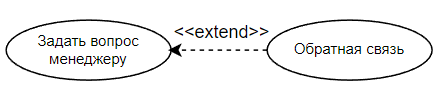 <<extend>>
Задать вопрос
менеджеру
Обратная связь